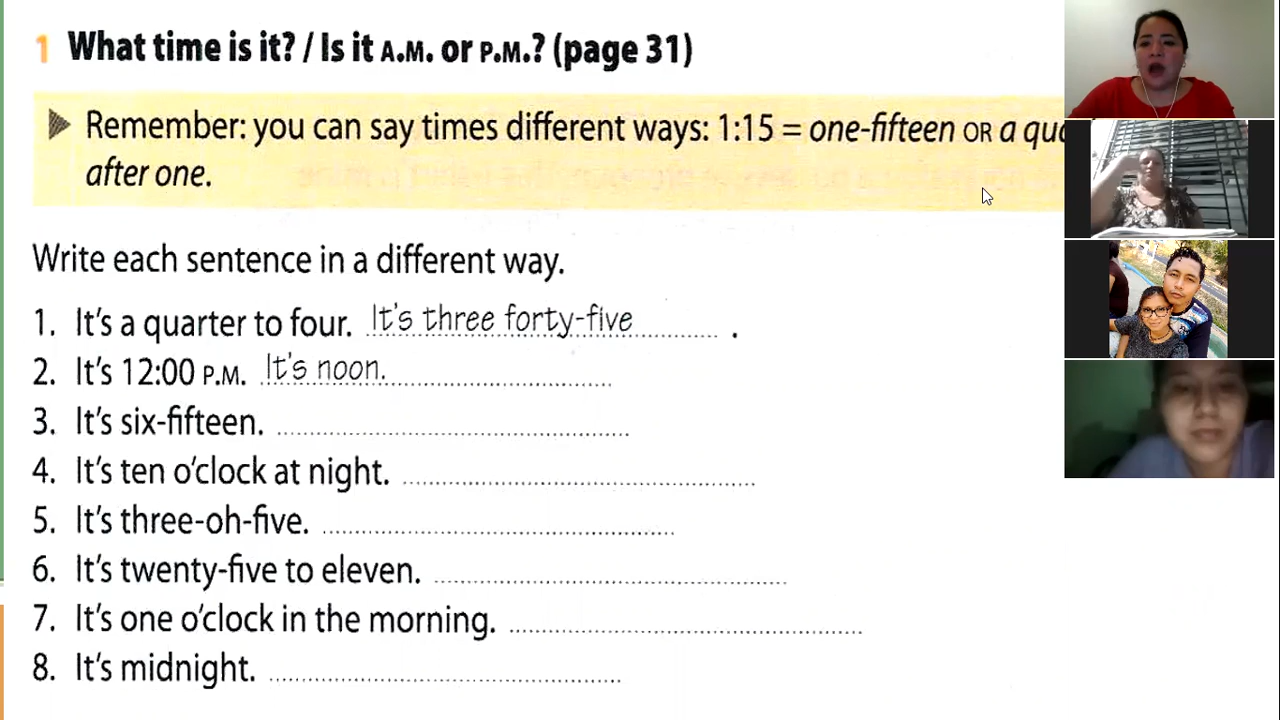 1 What time is it? / Is it A.M. or P.M.? (page 31)
Remember: you can say times different ways: 1:15 = one-fifteen OR a
after one.
Write each sentence in a different way.
1. It's a quarter to four. It's three forty-five .
2. It's 12:00 P.M. It's noon.
3. It's six-fifteen.
4. It's ten o'clock at night.
5. It's three-oh-five.
6. It's twenty-five to eleven.
7. It's one o'clock in the morning.
8. It's midnight.